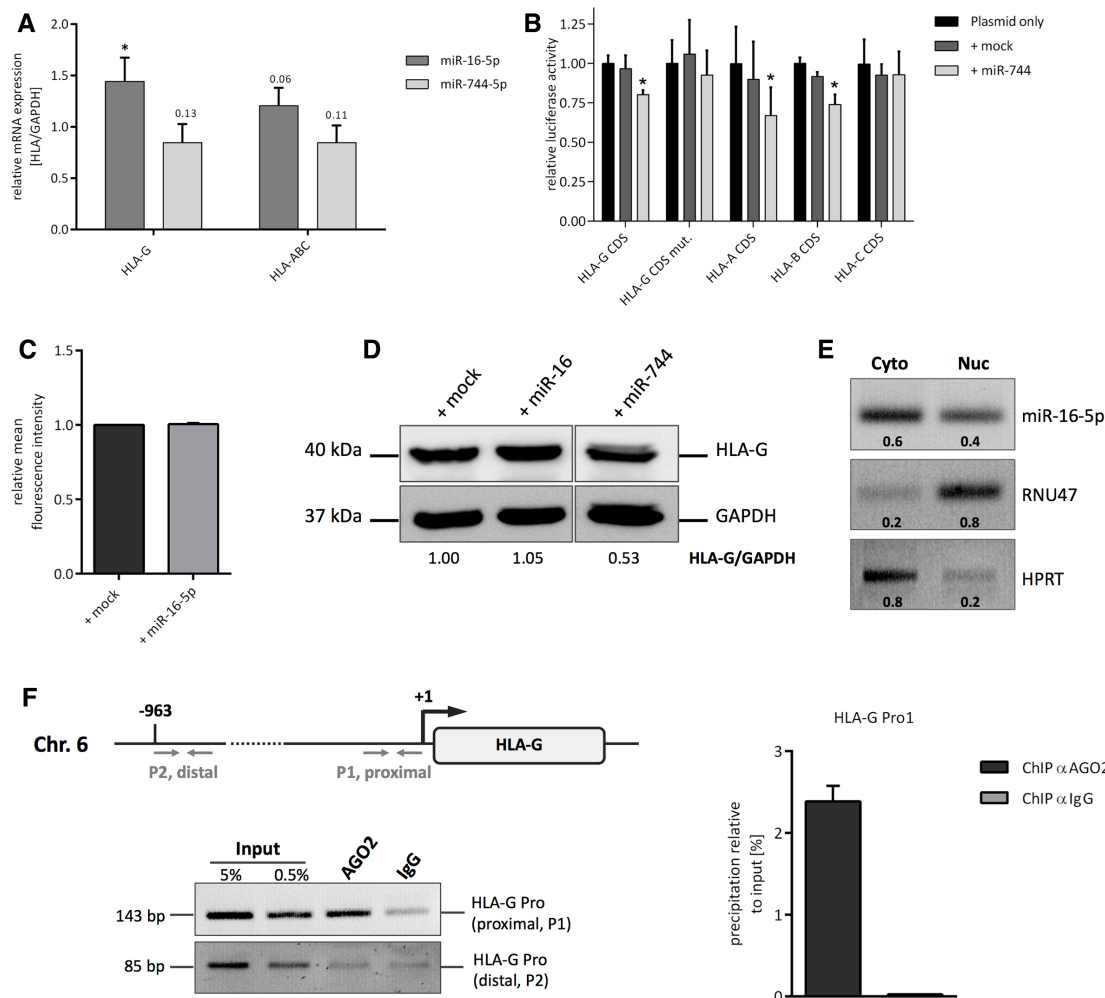 A
relative mRNA expression
[HLA/GAPDH]
2.0
1.5
1.0
0.5
0.0
*
0.13
0.06
0.11
HLA-G
HLA-ABC
miR-16-5p
miR-744-5p
B
relative luciferase activity
1.00
0.75
0.50
0.25
0.00
*
*
*
HLA-G CDS
HLA-G CDS mut.
HLA-A CDS
HLA-B CDS
HLA-C CDS
Plasmid only
+ mock
+ miR-744
C
relative mean
flourescence intensity
1.5
1.0
0.5
0.0
+ mock
+ miR-16-5p
D
+ mock
+ miR-16
+ miR-744
40 kDa
HLA-G
37 kDa
GAPDH
1.00 1.05 0.53 HLA-G/GAPDH
E
Cyto Nuc
miR-16-5p
0.6 0.4
RNU47
0.2 0.8
HPRT
0.8 0.2
F
-963
+1
Chr. 6
HLA-G
P2, distal
P1, proximal
Input
5% 0.5% AGO2 IgG
143 bp
HLA-G Pro
(proximal, P1)
85 bp
HLA-G Pro
(distal, P2)
HLA-G Pro1
precipitation relative
to input [%]
3
2
1
0
ChIP αAGO2
ChIP αIgG